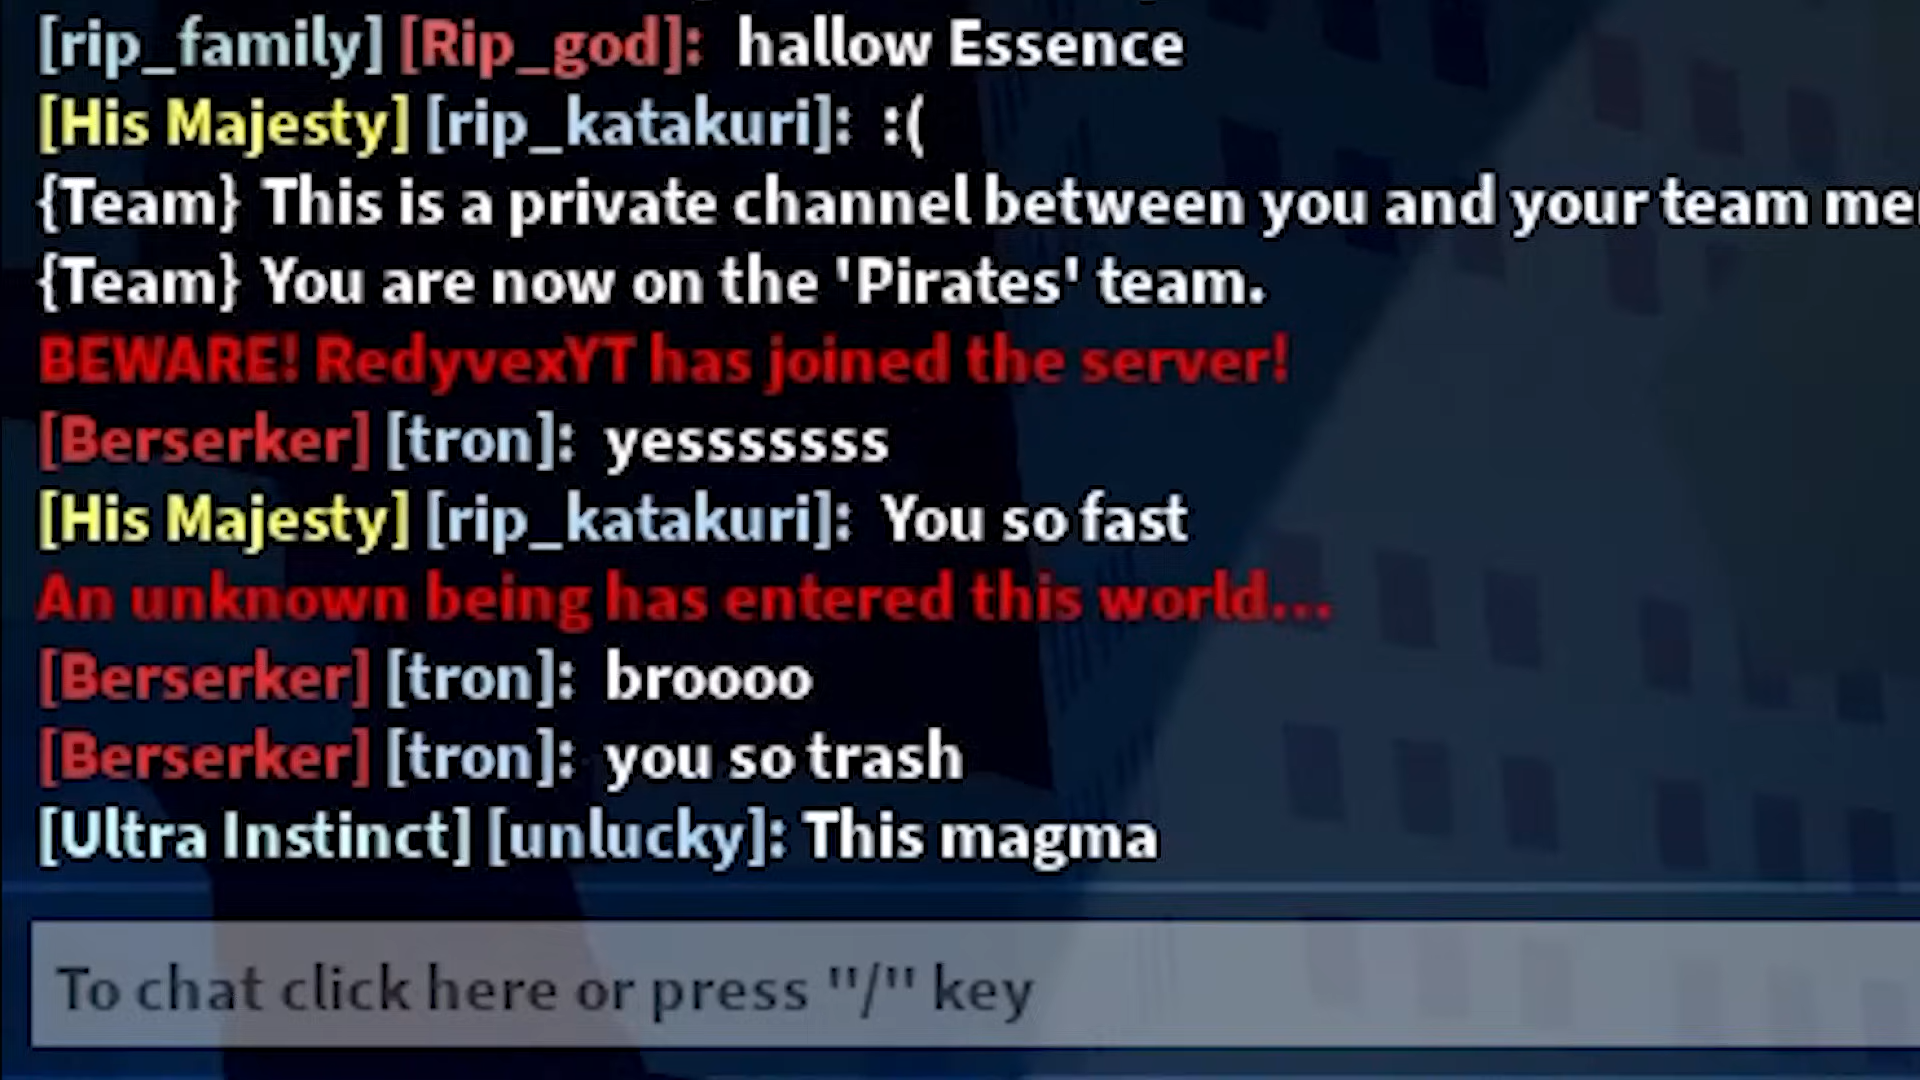 [rip_family] [Rip_god]: hallow Essence
[His Majesty] [rip_katakuri]: :(
{Team} This is a private channel between you and your team me
{Team} You are now on the 'Pirates' team.
BEWARE! RedyvexYT has joined the server!
[Berserker] [tron]: yessssssss
[His Majesty] [rip_katakuri]: You so fast
An unknown being has entered this world...
[Berserker] [tron]: broooo
[Berserker] [tron]: you so trash
[Ultra Instinct] [unlucky]: This magma
To chat click here or press "/" key